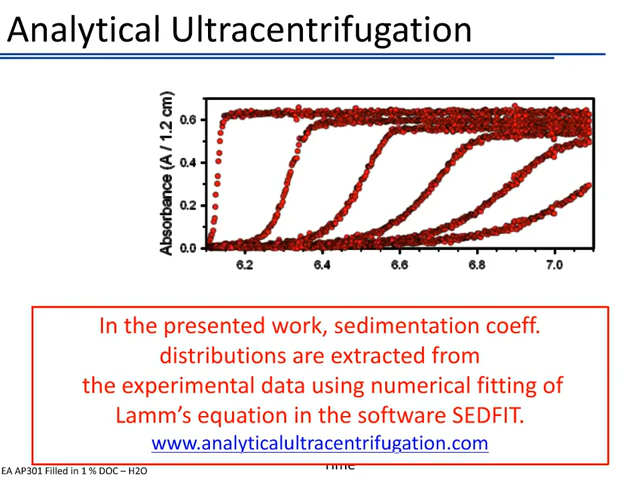 Analytical Ultracentrifugation
Absorbance (A / 1.2 cm)
0.6
0.4
0.2
0.0
6.2 6.4 6.6 6.8 7.0
In the presented work, sedimentation coeff.
distributions are extracted from
the experimental data using numerical fitting of
Lamm's equation in the software SEDFIT.
www.analyticalultracentrifugation.com
Time
EA AP301 Filled in 1 % DOC – H2O